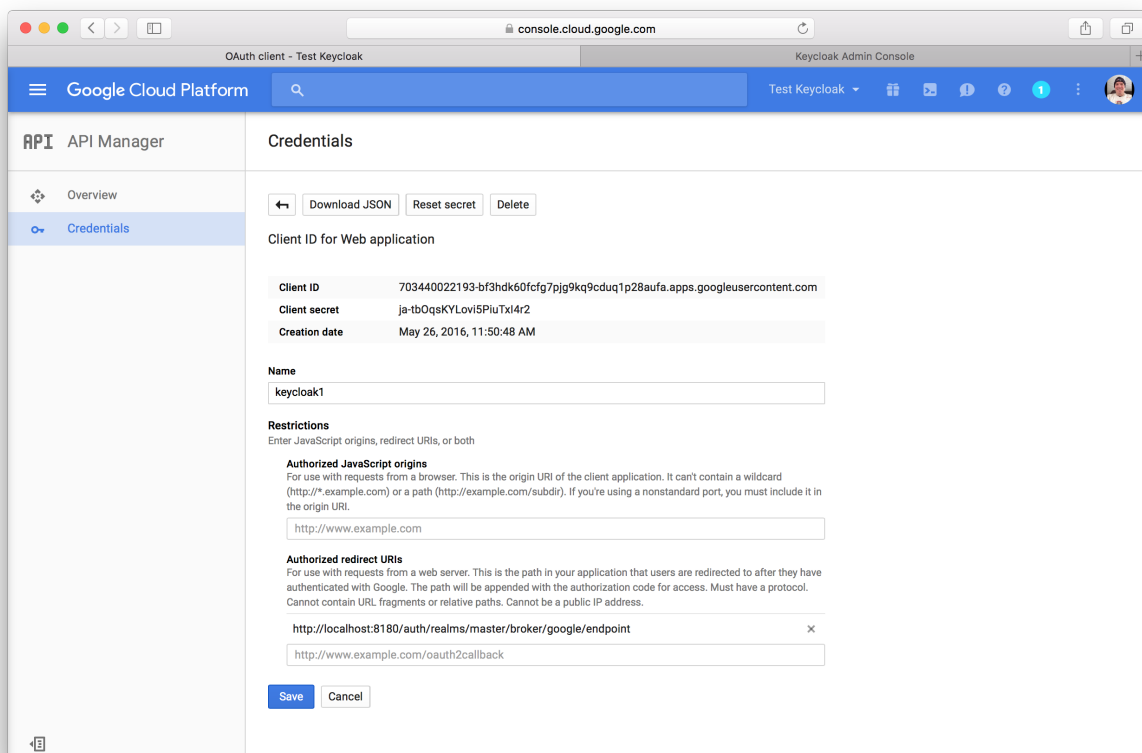 console.cloud.google.com
OAuth client - Test Keycloak
Keycloak Admin Console
Google Cloud Platform
Test Keycloak
1
API API Manager
Credentials
Overview
Credentials
Download JSON
Reset secret
Delete
Client ID for Web application
Client ID 703440022193-bf3hdk60fcfg7pjg9kq9cduq1p28aufa.apps.googleusercontent.com
Client secret ja-tbOqsKYLovi5PiuTxI4r2
Creation date May 26, 2016, 11:50:48 AM
Name
keycloak1
Restrictions
Enter JavaScript origins, redirect URIs, or both
Authorized JavaScript origins
For use with requests from a browser. This is the origin URI of the client application. It can't contain a wildcard
(http://*.example.com) or a path (http://example.com/subdir). If you're using a nonstandard port, you must include it in
the origin URI.
http://www.example.com
Authorized redirect URIs
For use with requests from a web server. This is the path in your application that users are redirected to after they have
authenticated with Google. The path will be appended with the authorization code for access. Must have a protocol.
Cannot contain URL fragments or relative paths. Cannot be a public IP address.
http://localhost:8180/auth/realms/master/broker/google/endpoint
http://www.example.com/oauth2callback
Save
Cancel